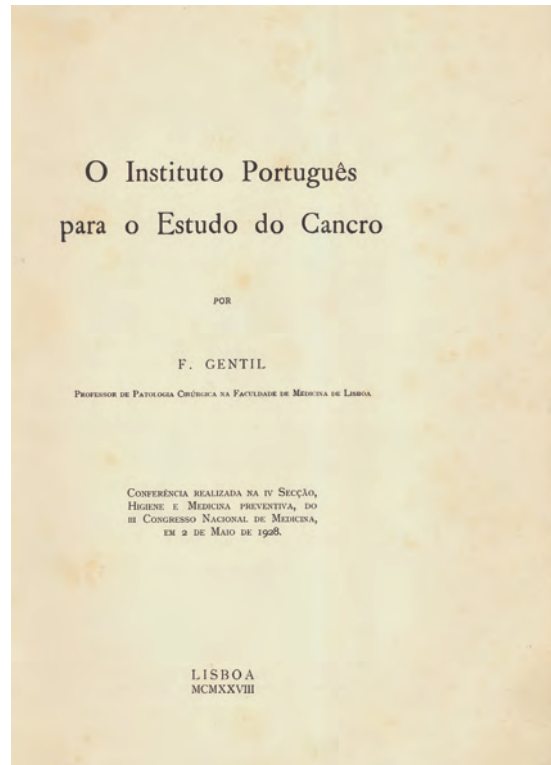 O Instituto Português
para o Estudo do Cancro
POR
F. GENTIL
PROFESSOR DE PATOLOGIA CIRÚRGICA NA FACULDADE DE MEDICINA DE LISBOA
CONFERÊNCIA REALIZADA NA IV SECÇÃO,
HIGIENE E MEDICINA PREVENTIVA, DO
III CONGRESSO NACIONAL DE MEDICINA,
EM 2 DE MAIO DE 1928.
LISBOA
MCMXXVIII